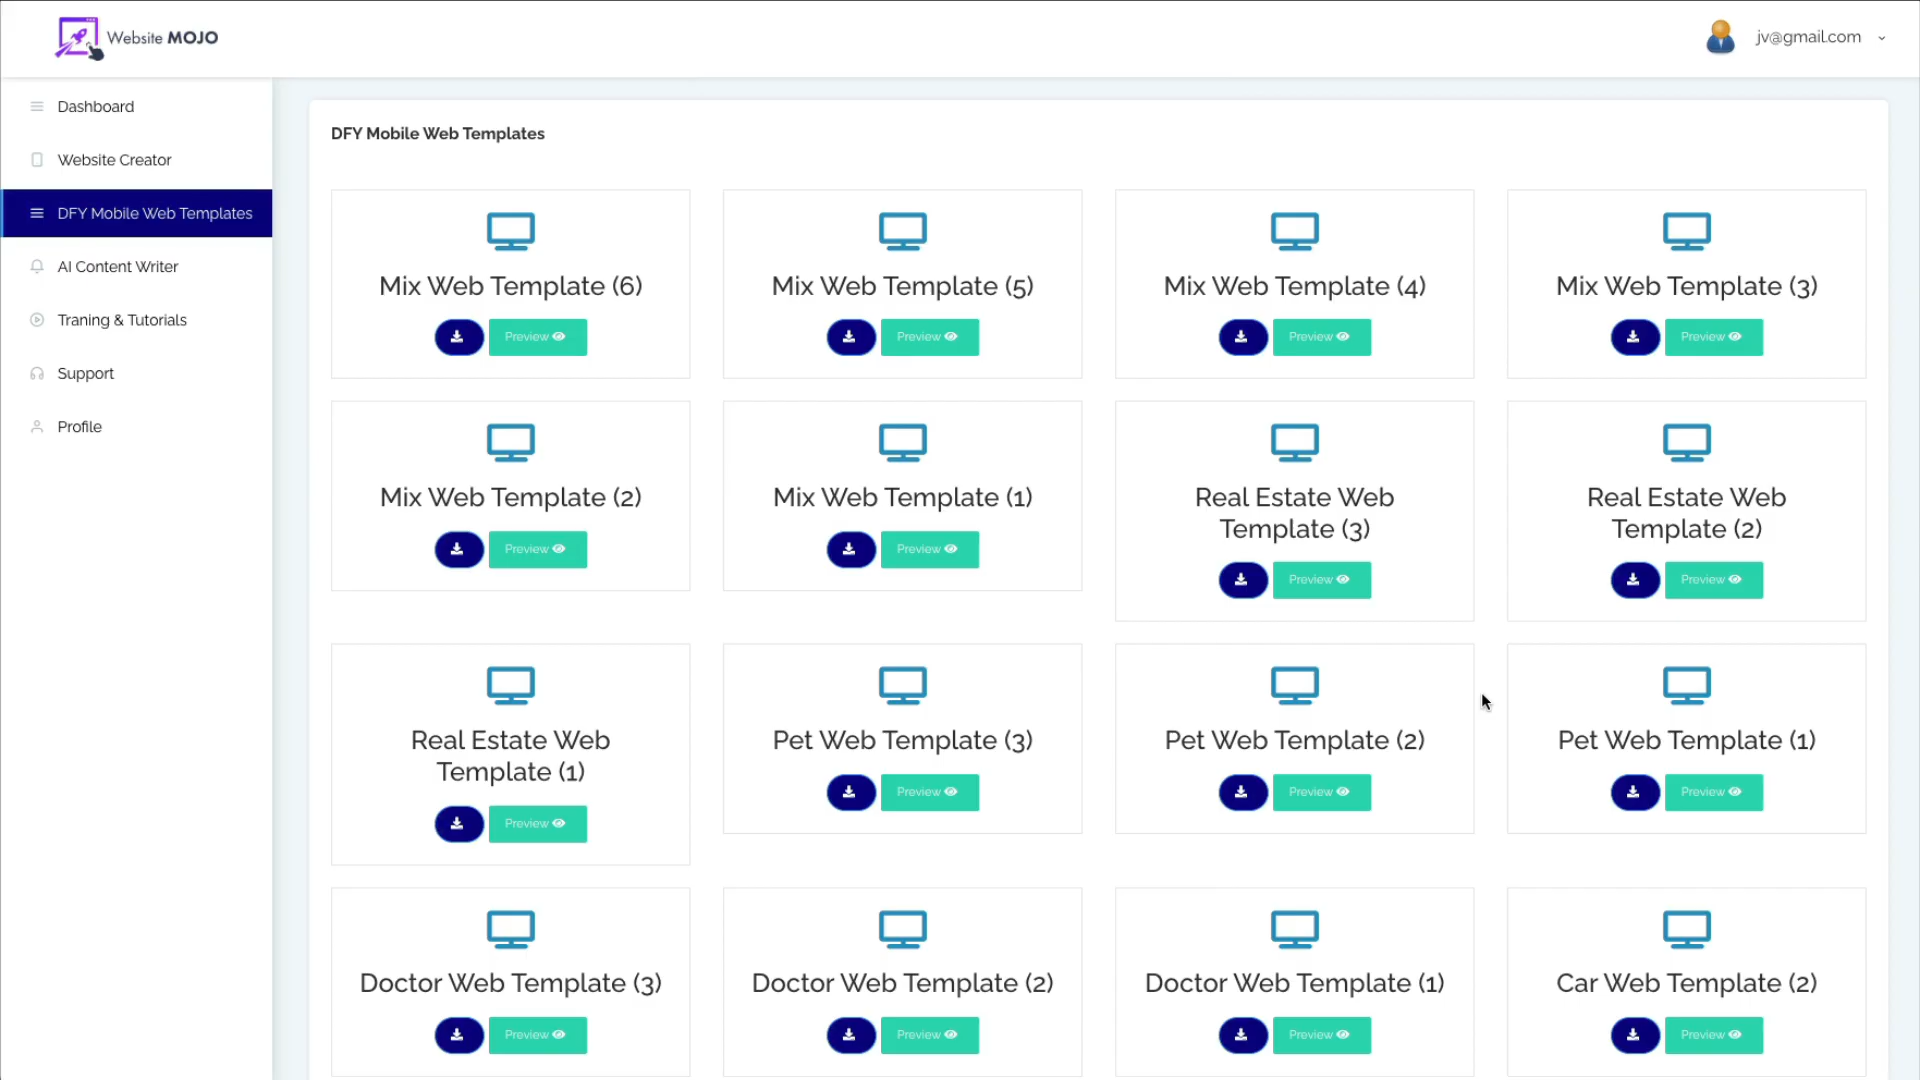 Website MOJO
jv@gmail.com
Dashboard
Website Creator
DFY Mobile Web Templates
AI Content Writer
Traning & Tutorials
Support
Profile
DFY Mobile Web Templates
Mix Web Template (6)
Preview
Mix Web Template (5)
Preview
Mix Web Template (4)
Preview
Mix Web Template (3)
Preview
Mix Web Template (2)
Preview
Mix Web Template (1)
Preview
Real Estate Web
Template (3)
Preview
Real Estate Web
Template (2)
Preview
Real Estate Web
Template (1)
Preview
Pet Web Template (3)
Preview
Pet Web Template (2)
Preview
Pet Web Template (1)
Preview
Doctor Web Template (3)
Preview
Doctor Web Template (2)
Preview
Doctor Web Template (1)
Preview
Car Web Template (2)
Preview